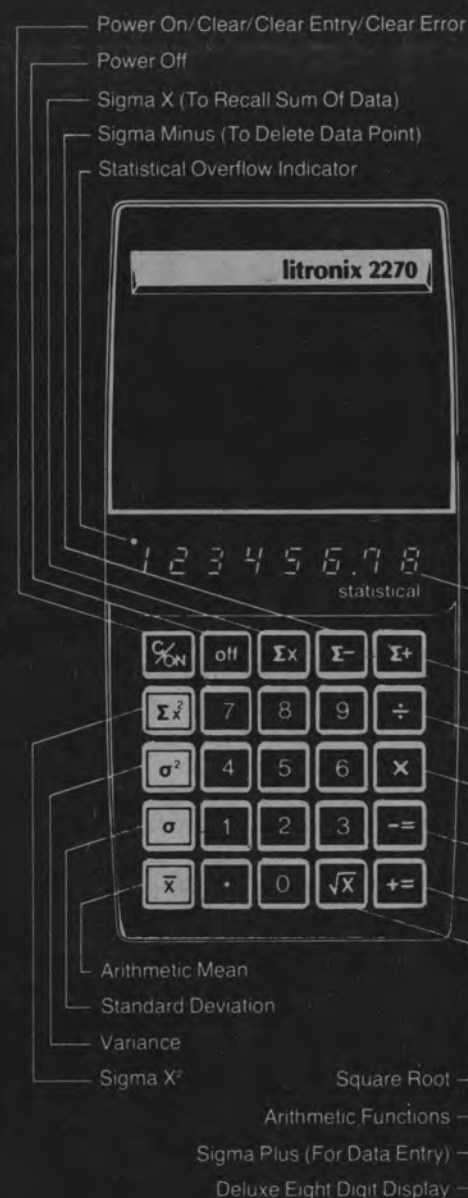 Power On/Clear/Clear Entry/Clear Error
Power Off
Sigma X (To Recall Sum Of Data)
Sigma Minus (To Delete Data Point)
Statistical Overflow Indicator
litronix 2270
123456.78
statistical
C/ON off Σx Σ- Σ+
Σx² 7 8 9 ÷
σ² 4 5 6 ×
σ 1 2 3 -=
x̅ · 0 √x +=
Arithmetic Mean
Standard Deviation
Variance
Sigma X²
Square Root
Arithmetic Functions
Sigma Plus (For Data Entry)
Deluxe Eight Digit Display